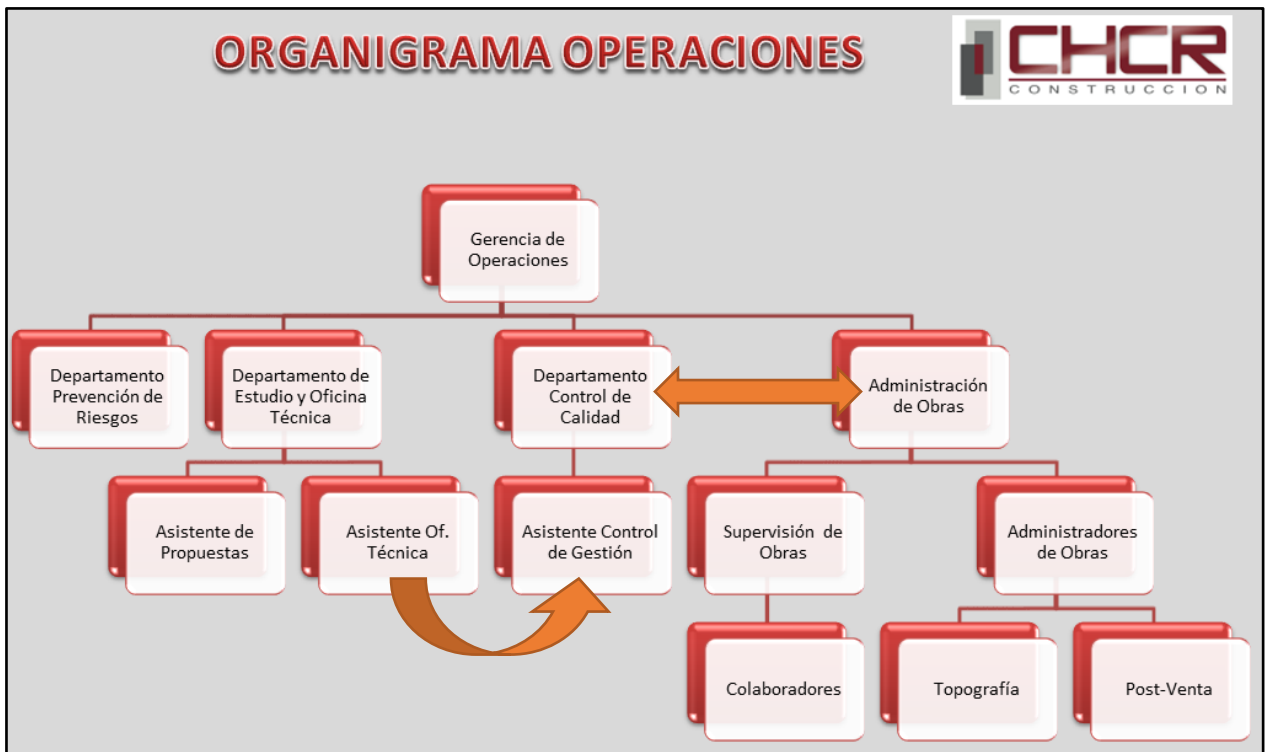 ORGANIGRAMA OPERACIONES
CHCR
CONSTRUCCION
Gerencia de
Operaciones
Departamento
Prevención de
Riesgos
Departamento de
Estudio y Oficina
Técnica
Departamento
Control de
Calidad
Administración
de Obras
Asistente de
Propuestas
Asistente Of.
Técnica
Asistente Control
de Gestión
Supervisión de
Obras
Administradores
de Obras
Colaboradores
Topografía
Post-Venta